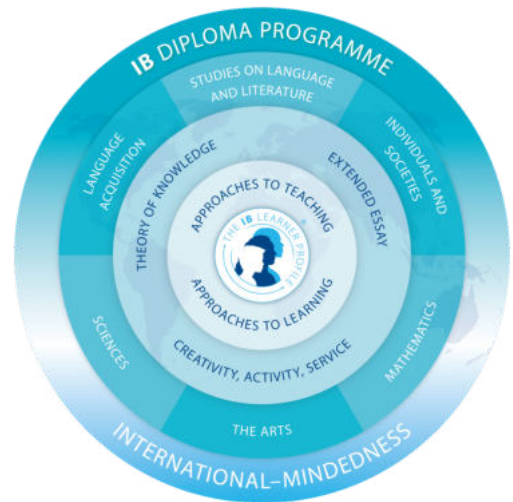 IB DIPLOMA PROGRAMME
STUDIES ON LANGUAGE
AND LITERATURE
LANGUAGE
ACQUISITION
INDIVIDUALS AND
SOCIETIES
THEORY OF KNOWLEDGE
EXTENDED ESSAY
APPROACHES TO TEACHING
THE IB LEARNER PROFILE
®
APPROACHES TO LEARNING
CREATIVITY, ACTIVITY, SERVICE
SCIENCES
MATHEMATICS
THE ARTS
INTERNATIONAL–MINDEDNESS